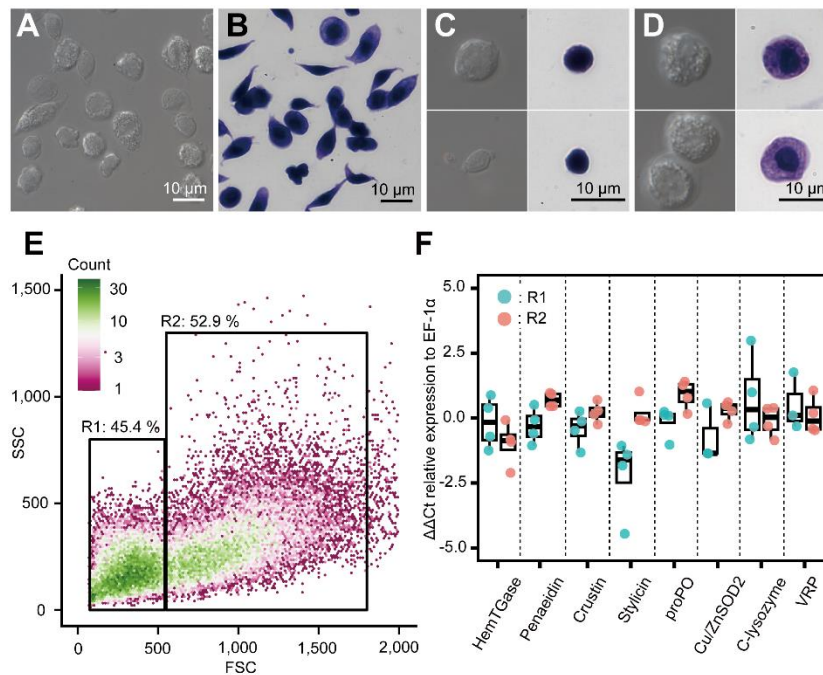 A
B
C
D
10 µm
10 µm
10 µm
10 µm
E
F
Count
30
10
3
1
R1: 45.4 %
R2: 52.9 %
1,500
1,000
500
0
SSC
0
500
1,000
1,500
2,000
FSC
: R1
: R2
5.0
2.5
0.0
-2.5
-5.0
ΔΔCt relative expression to EF-1α
HemTGase
Penaeidin
Crustin
Stylicin
proPO
Cu/ZnSOD2
C-lysozyme
VRP